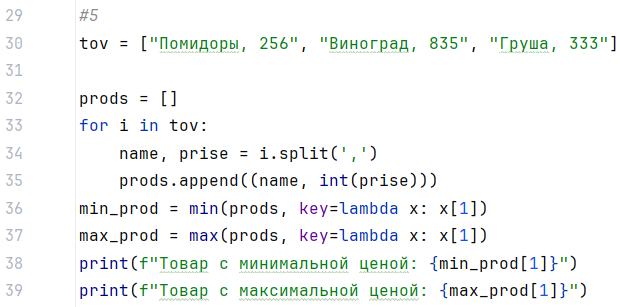 29 #5
30 tov = ["Помидоры, 256", "Виноград, 835", "Груша, 333"]
31
32 prods = []
33 for i in tov:
34     name, prise = i.split(',')
35     prods.append((name, int(prise)))
36 min_prod = min(prods, key=lambda x: x[1])
37 max_prod = max(prods, key=lambda x: x[1])
38 print(f"Товар с минимальной ценой: {min_prod[1]}")
39 print(f"Товар с максимальной ценой: {max_prod[1]}")